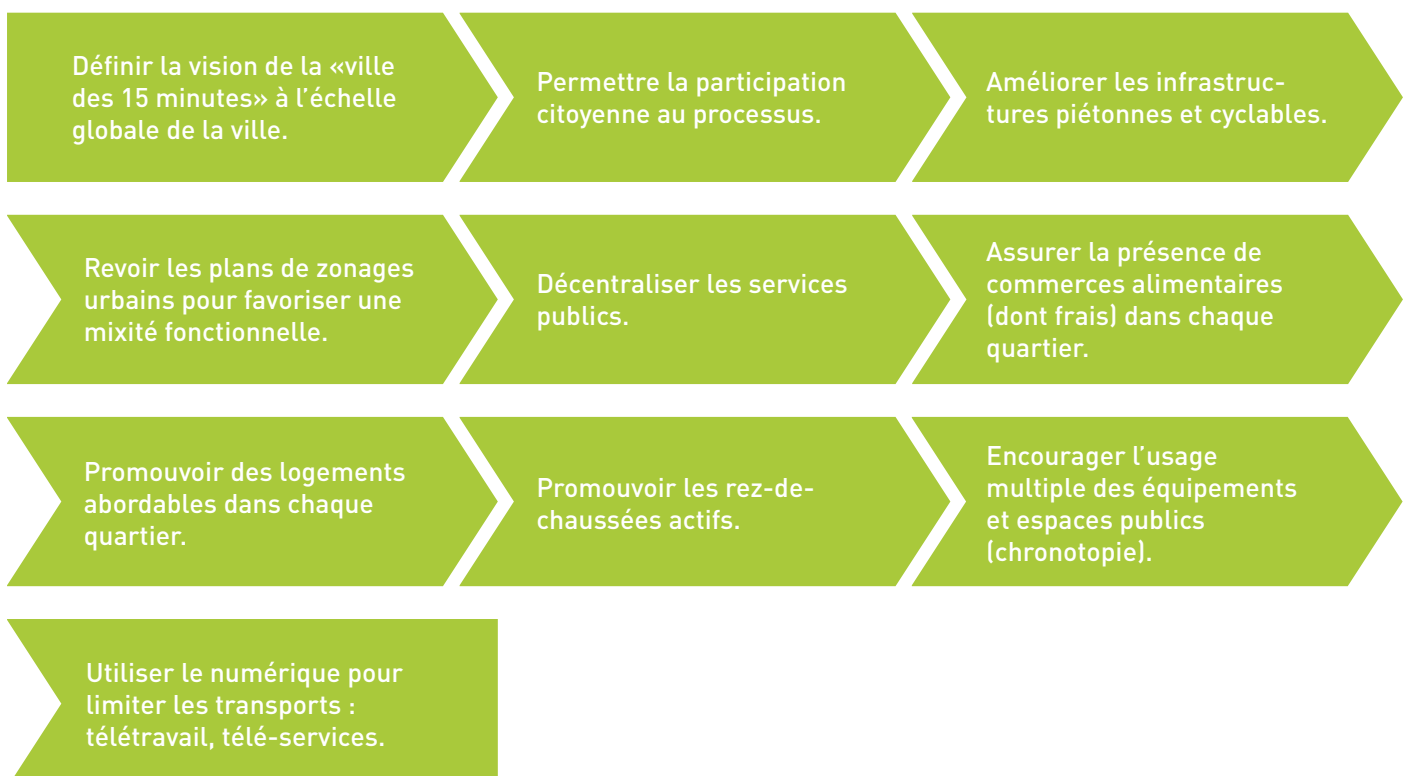 Définir la vision de la «ville
des 15 minutes» à l’échelle
globale de la ville.
Permettre la participation
citoyenne au processus.
Améliorer les infrastruc-
tures piétonnes et cyclables.
Revoir les plans de zonages
urbains pour favoriser une
mixité fonctionnelle.
Décentraliser les services
publics.
Assurer la présence de
commerces alimentaires
(dont frais) dans chaque
quartier.
Promouvoir des logements
abordables dans chaque
quartier.
Promouvoir les rez-de-
chaussées actifs.
Encourager l’usage
multiple des équipements
et espaces publics
(chronotopie).
Utiliser le numérique pour
limiter les transports :
télétravail, télé-services.